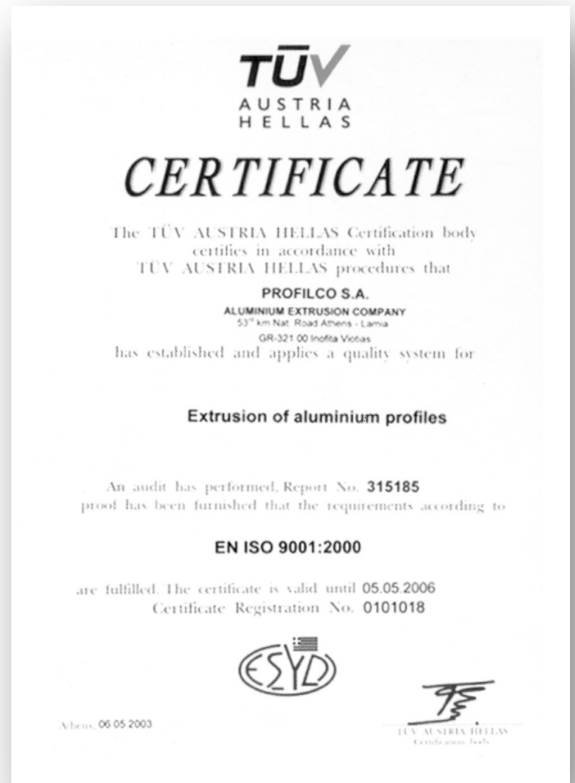 TÜV
AUSTRIA
HELLAS
CERTIFICATE
The TÜV AUSTRIA HELLAS Certification body
certifies in accordance with
TÜV AUSTRIA HELLAS procedures that
PROFILCO S.A.
ALUMINIUM EXTRUSION COMPANY
53rd km Nat. Road Athens - Lamia
GR-321 00 Inofita Viotias
has established and applies a quality system for
Extrusion of aluminium profiles
An audit has performed, Report No. 315185
proof has been furnished that the requirements according to
EN ISO 9001:2000
are fulfilled. The certificate is valid until 05.05.2006
Certificate Registration No. 0101018
ESYD
Athens, 06.05.2003
TÜV AUSTRIA HELLAS
Certification body